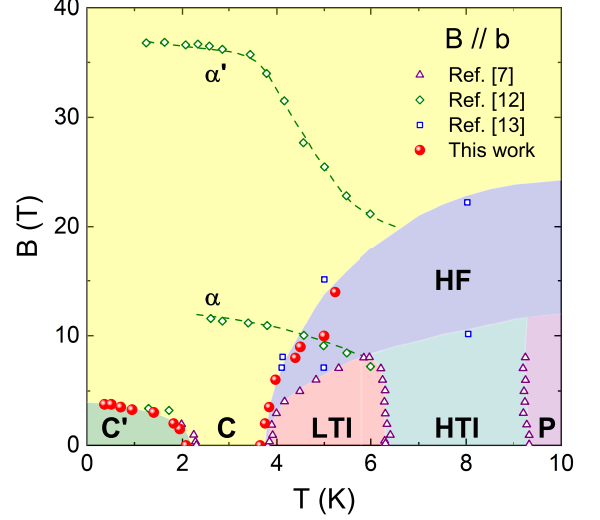 40
30
20
10
0
B (T)
B // b
Ref. [7]
Ref. [12]
Ref. [13]
This work
α'
α
HF
C'
C
LTI
HTI
P
0 2 4 6 8 10
T (K)